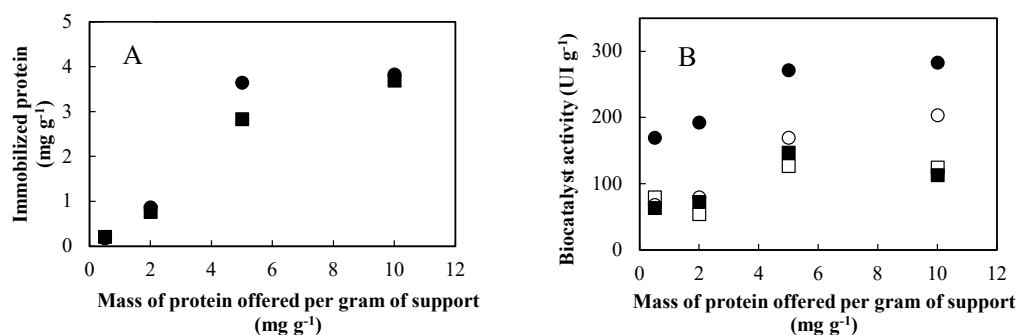 A
Immobilized protein
(mg g⁻¹)
5
4
3
2
1
0
0 2 4 6 8 10 12
Mass of protein offered per gram of support
(mg g⁻¹)
B
Biocatalyst activity (UI g⁻¹)
300
200
100
0
0 2 4 6 8 10 12
Mass of protein offered per gram of support
(mg g⁻¹)